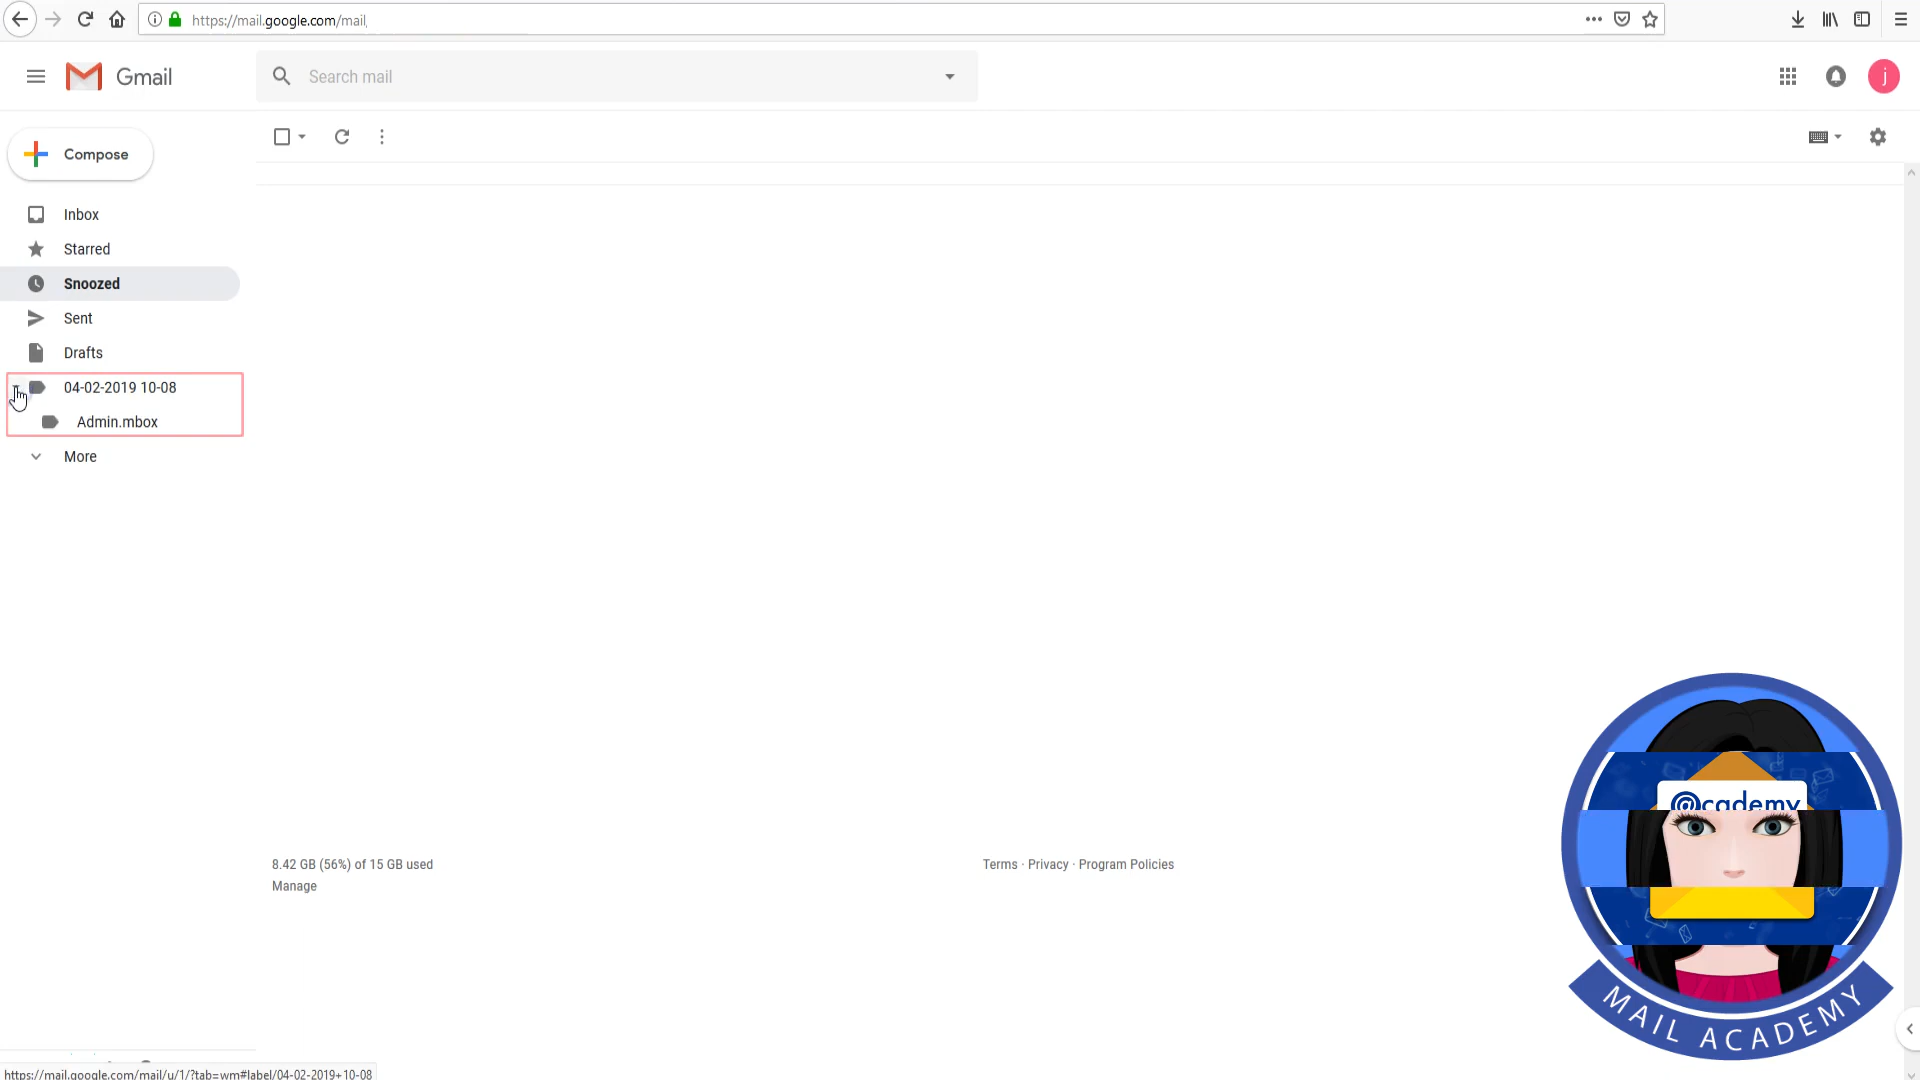 https://mail.google.com/mail,
Gmail
Search mail
j
Compose
Inbox
Starred
Snoozed
Sent
Drafts
04-02-2019 10-08
Admin.mbox
More
8.42 GB (56%) of 15 GB used
Manage
Terms · Privacy · Program Policies
@cademy
MAIL ACADEMY
https://mail.google.com/mail/u/1/?tab=wm#label/04-02-2019+10-08